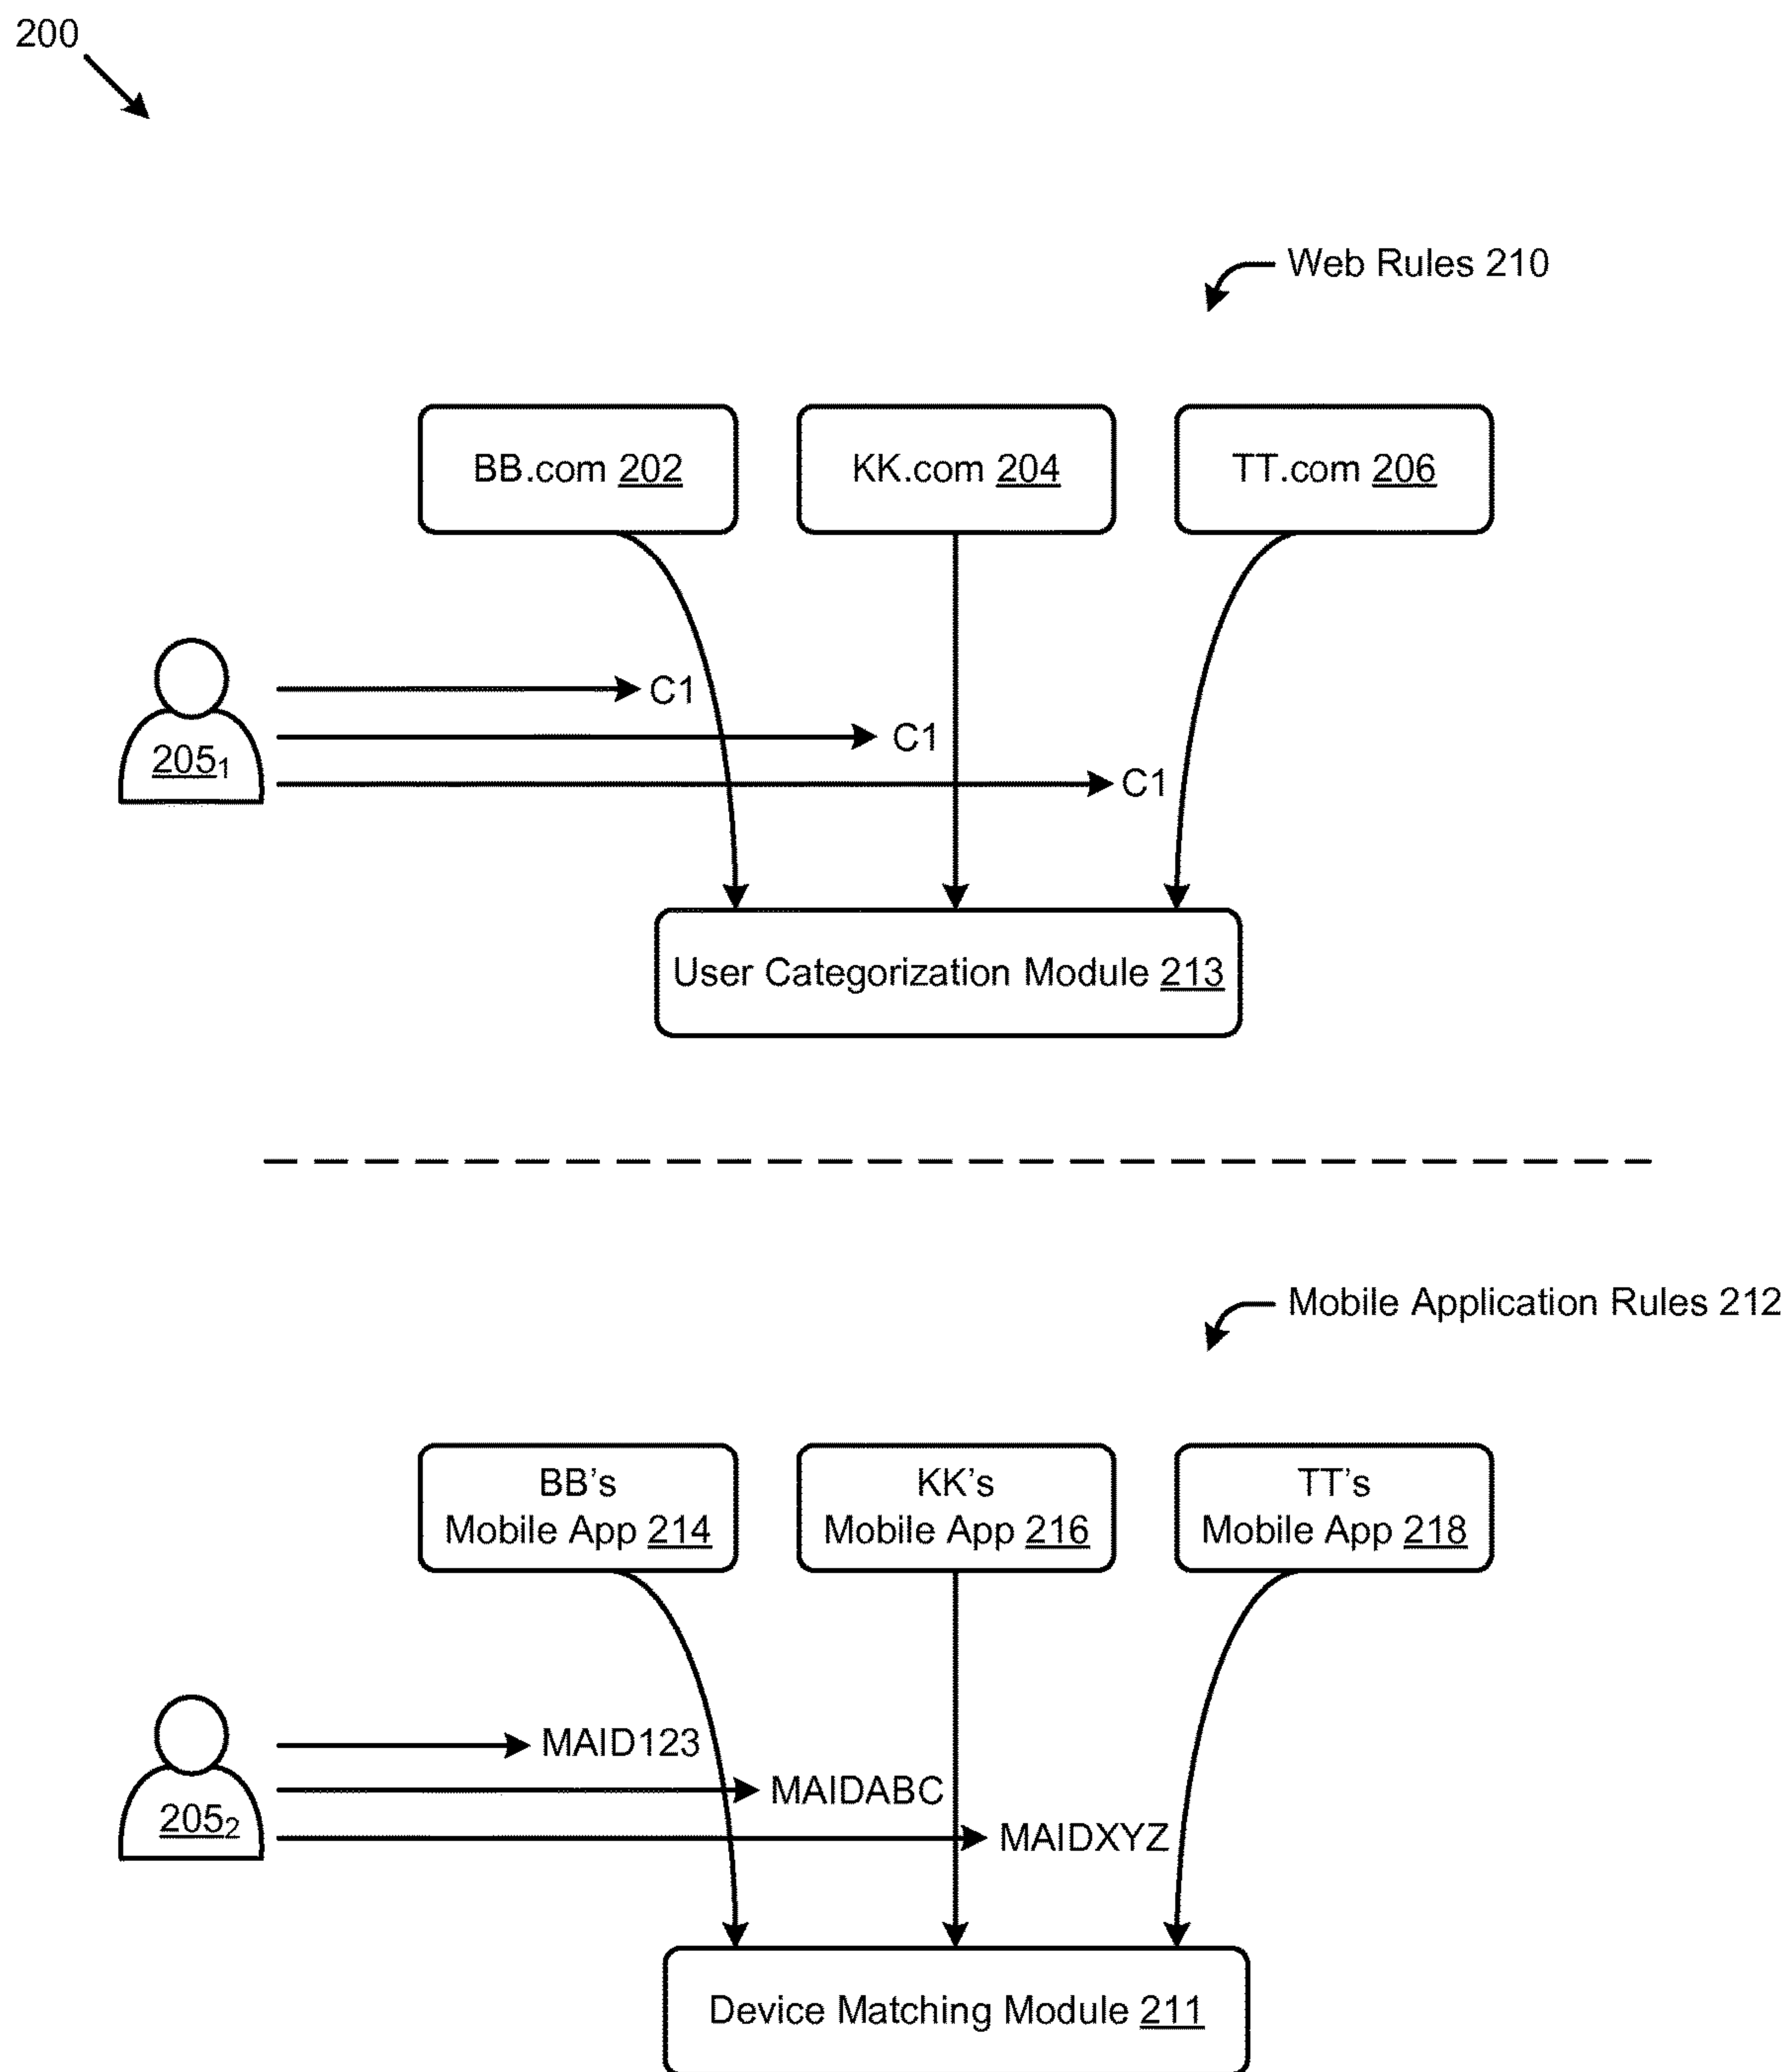 200
Web Rules 210
BB.com 202
KK.com 204
TT.com 206
C1
C1
C1
205₁
User Categorization Module 213
Mobile Application Rules 212
BB's
Mobile App 214
KK's
Mobile App 216
TT's
Mobile App 218
MAID123
MAIDABC
MAIDXYZ
205₂
Device Matching Module 211